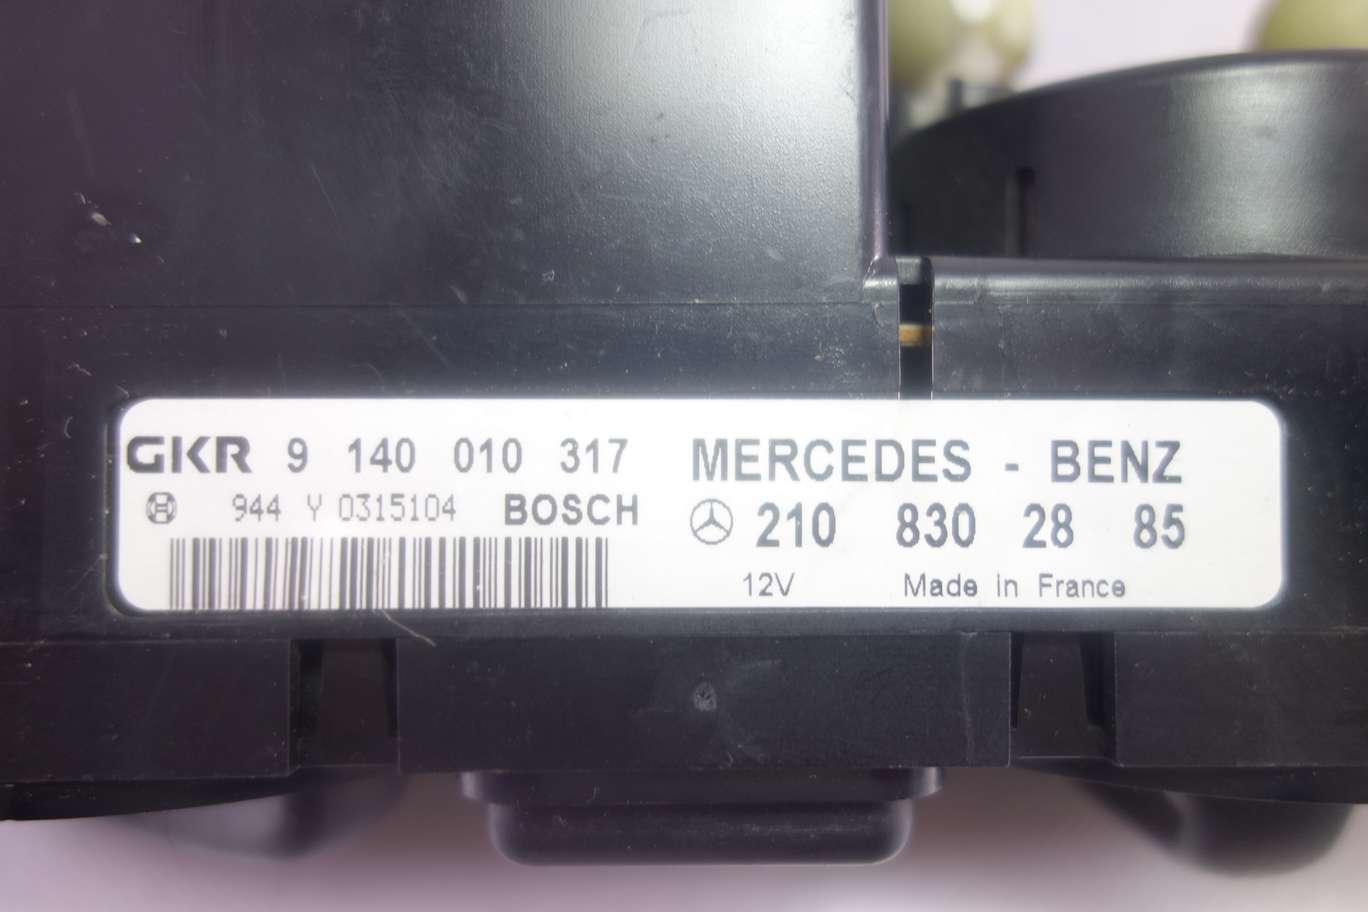 GKR 9 140 010 317
944 Y 0315104 BOSCH
MERCEDES - BENZ
210 830 28 85
12V Made in France